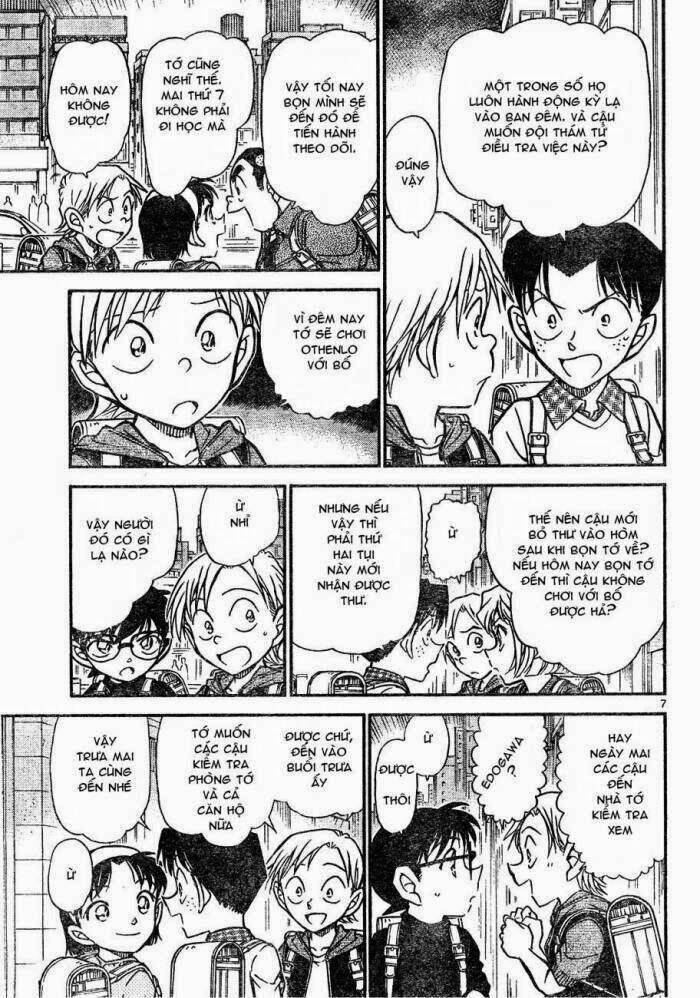 MỘT TRONG SỐ HỌ
LUÔN HÀNH ĐỘNG KỲ LẠ
VÀO BAN ĐÊM. VÀ CẬU
MUỐN ĐỘI THÁM TỬ
ĐIỀU TRA VIỆC NÀY?
ĐÚNG
VẬY
VẬY TỐI NAY
BỌN MÌNH SẼ
ĐẾN ĐÓ ĐỂ
TIẾN HÀNH
THEO DÕI.
TỚ CŨNG
NGHĨ THẾ.
MAI THỨ 7
KHÔNG PHẢI
ĐI HỌC MÀ
HÔM NAY
KHÔNG
ĐƯỢC!
VÌ ĐÊM NAY
TỚ SẼ CHƠI
OTHENLO
VỚI BỐ
THẾ NÊN CẬU MỚI
BỎ THƯ VÀO HÒM
SAU KHI BỌN TỚ VỀ?
NẾU HÔM NAY BỌN TỚ
ĐẾN THÌ CẬU KHÔNG
CHƠI VỚI BỐ
ĐƯỢC HẢ?
Ừ
NHƯNG NẾU
VẬY THÌ
PHẢI THỨ
HAI TỤI
NÀY MỚI
NHẬN ĐƯỢC
THƯ.
Ừ
NHỈ
VẬY NGƯỜI
ĐÓ CÓ GÌ
LẠ NÀO?
7
HAY
NGÀY MAI
CÁC CẬU
ĐẾN
NHÀ TỚ
KIỂM TRA
XEM
EDOGAWA
?
Ừ
ĐƯỢC
THÔI
ĐƯỢC CHỨ,
ĐẾN VÀO
BUỔI TRƯA
ẤY
TỚ MUỐN
CÁC CẬU
KIỂM TRA
PHÒNG TỚ
VÀ CẢ
CĂN HỘ
NỮA
VẬY
TRƯA MAI
TA CÙNG
ĐẾN NHÉ
Ừ